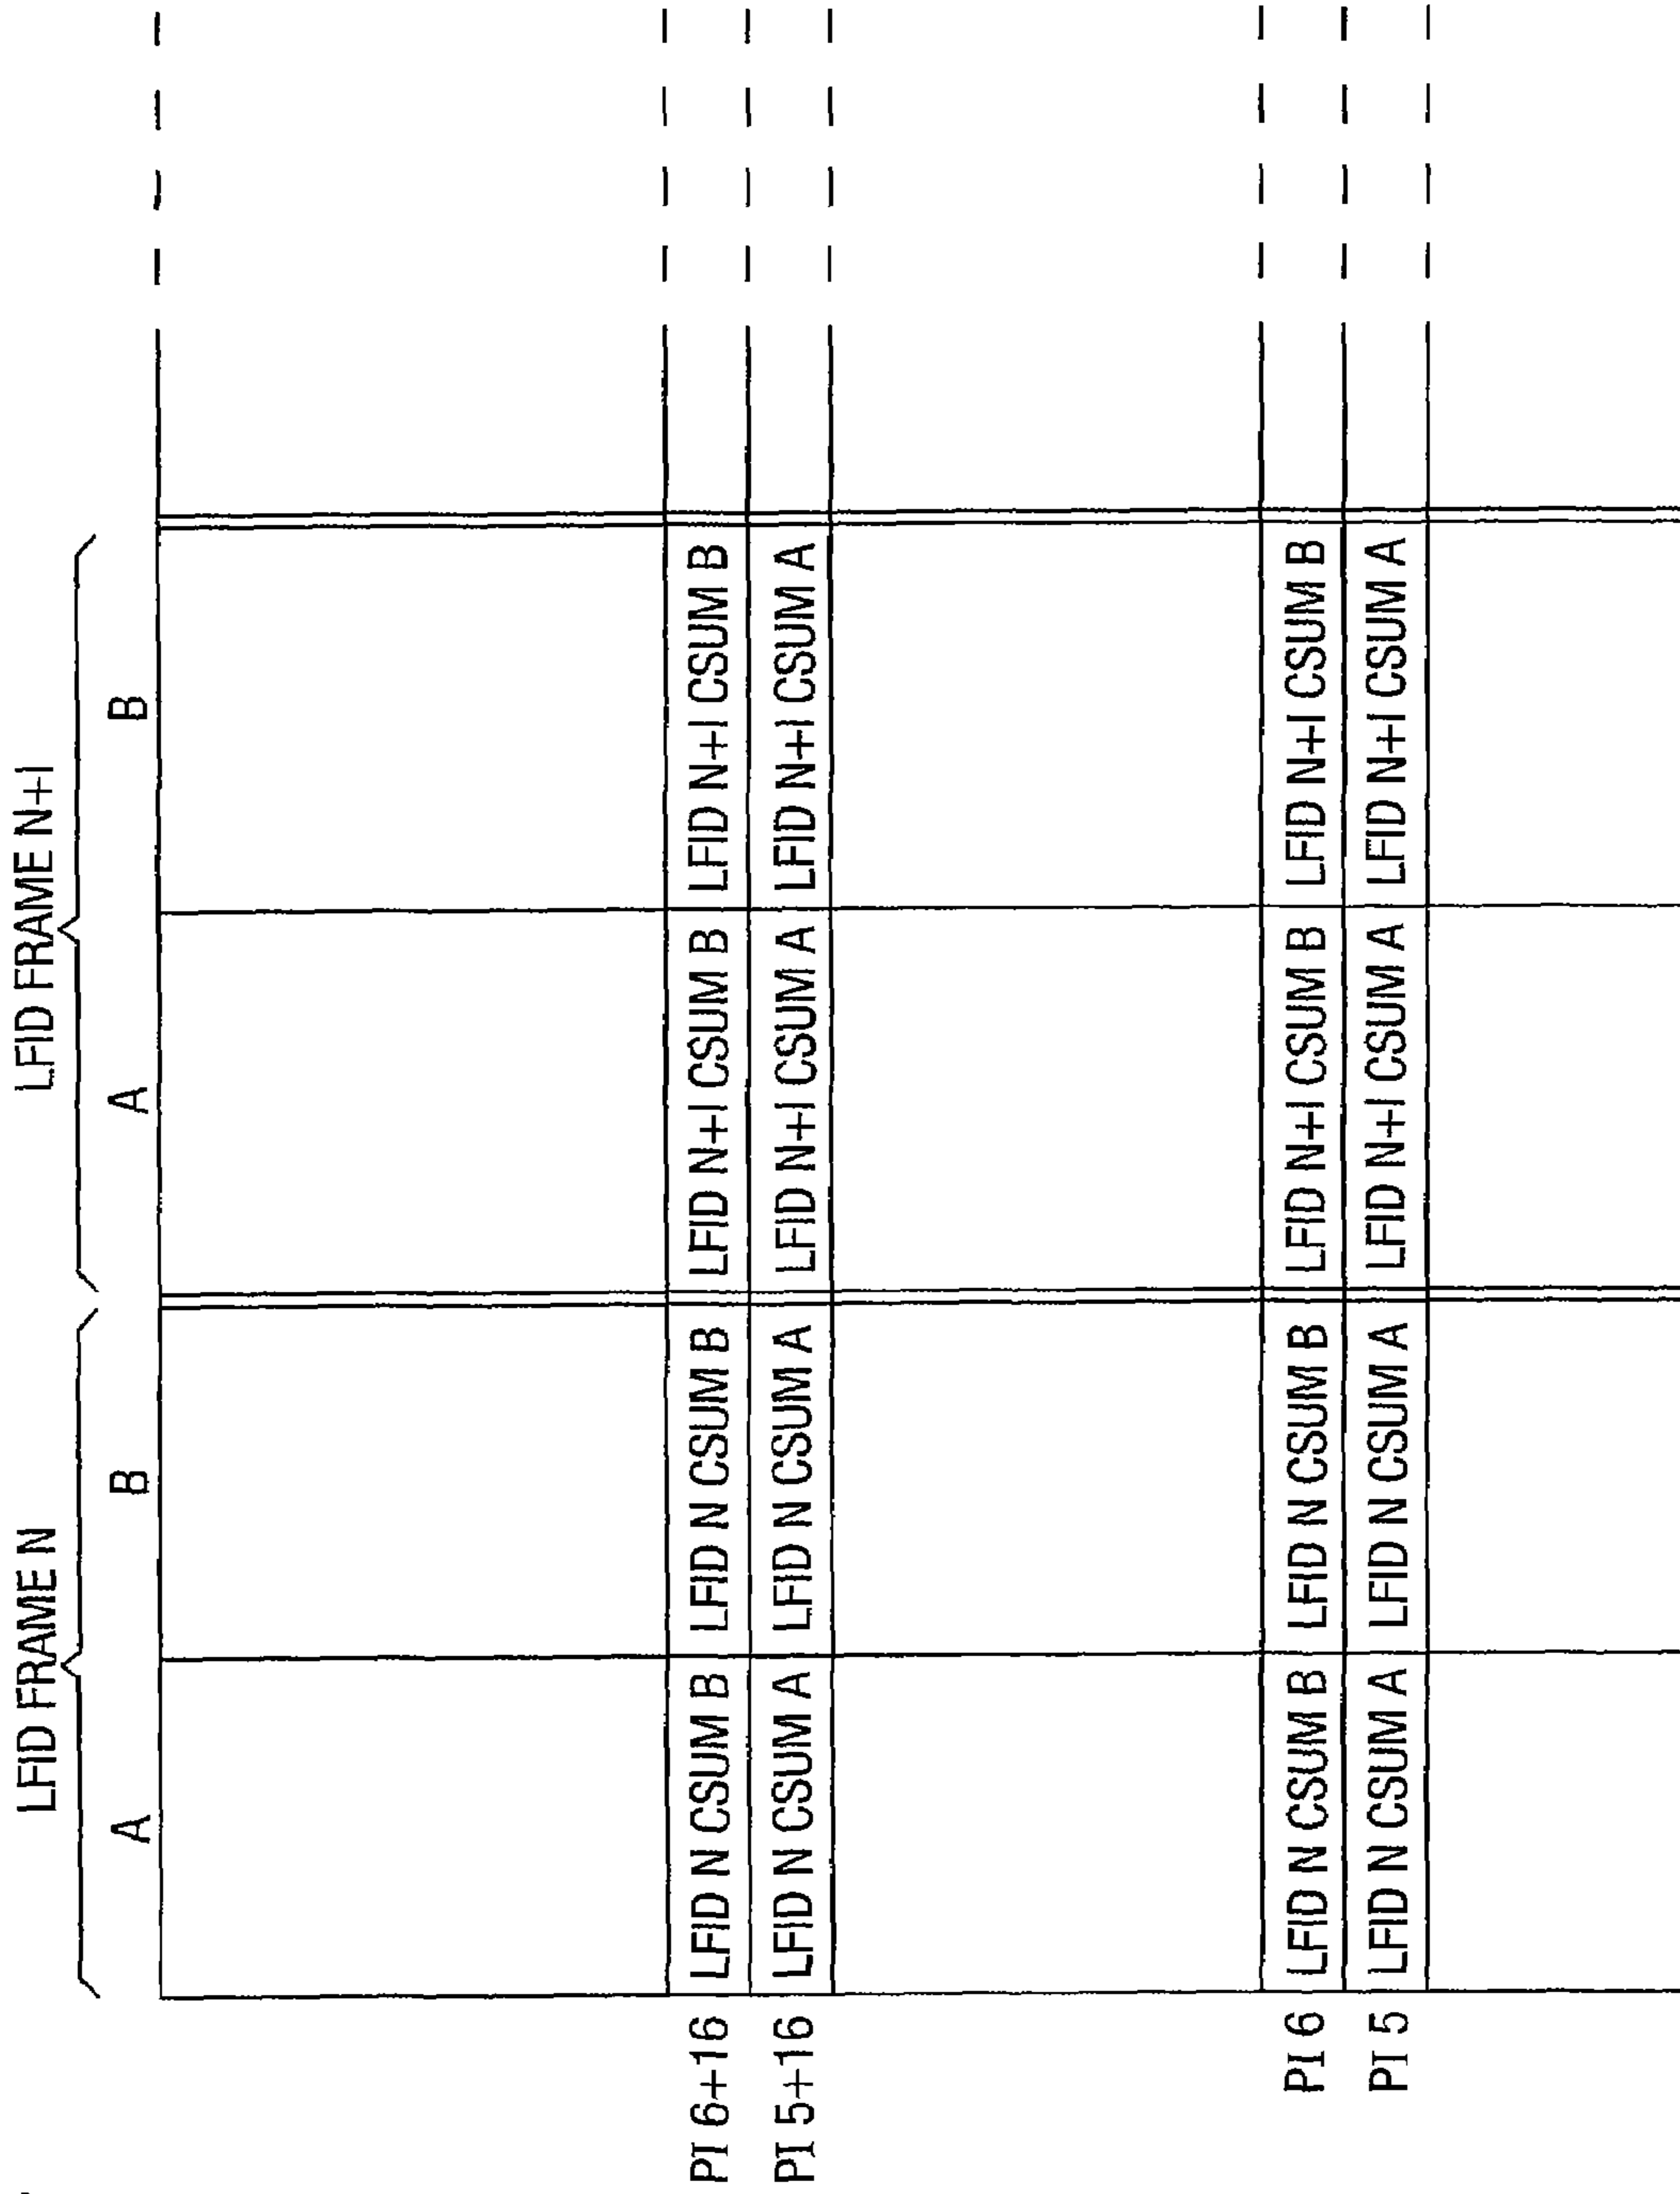 LFID FRAME N LFID FRAME N+I
A B A B
PI 6+16 LFID N CSUM B LFID N CSUM B LFID N+I CSUM B LFID N+I CSUM B
PI 5+16 LFID N CSUM A LFID N CSUM A LFID N+I CSUM A LFID N+I CSUM A
PI 6 LFID N CSUM B LFID N CSUM B LFID N+I CSUM B LFID N+I CSUM B
PI 5 LFID N CSUM A LFID N CSUM A LFID N+I CSUM A LFID N+I CSUM A